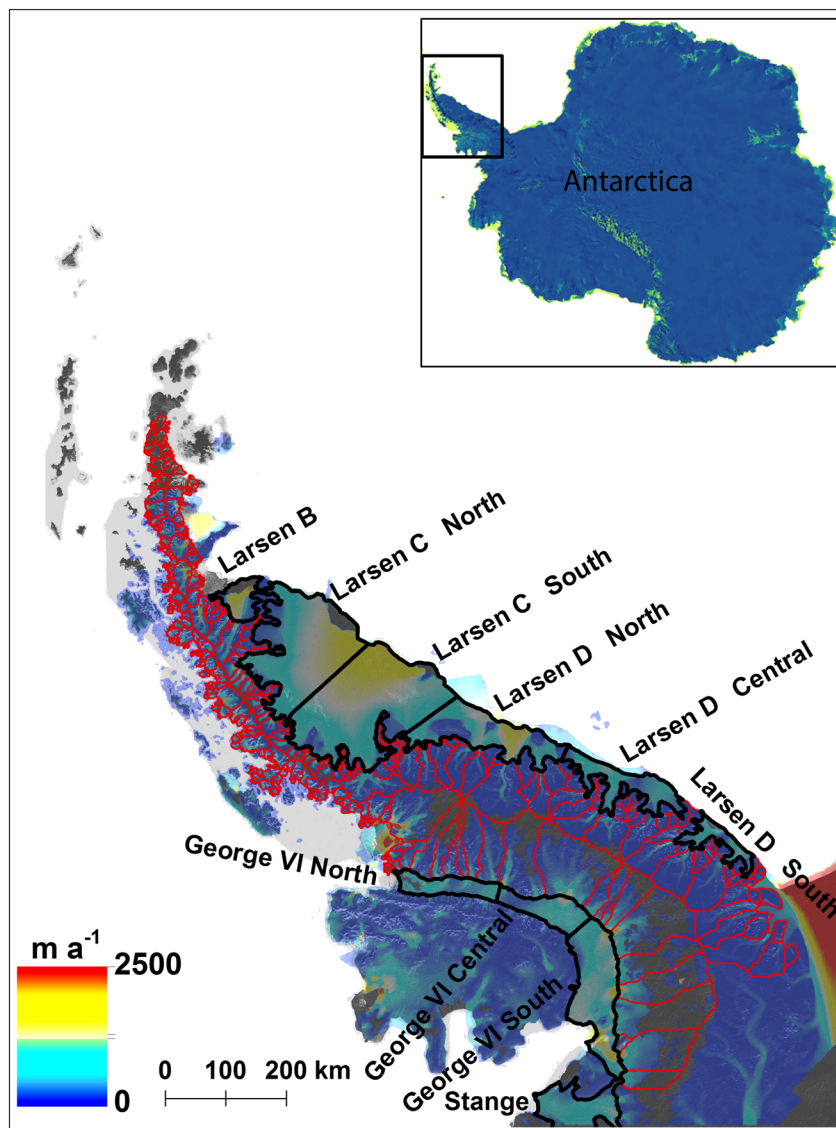 Antarctica
Larsen B
Larsen C North
Larsen C South
Larsen D North
Larsen D Central
Larsen D South
George VI North
George VI Central
George VI South
Stange
m a⁻¹
2500
0
0 100 200 km